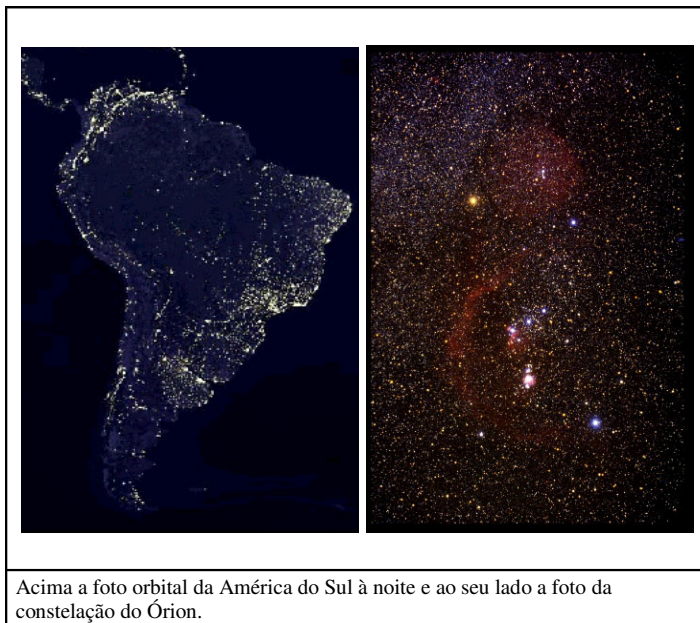 Acima a foto orbital da América do Sul à noite e ao seu lado a foto da
constelação do Órion.